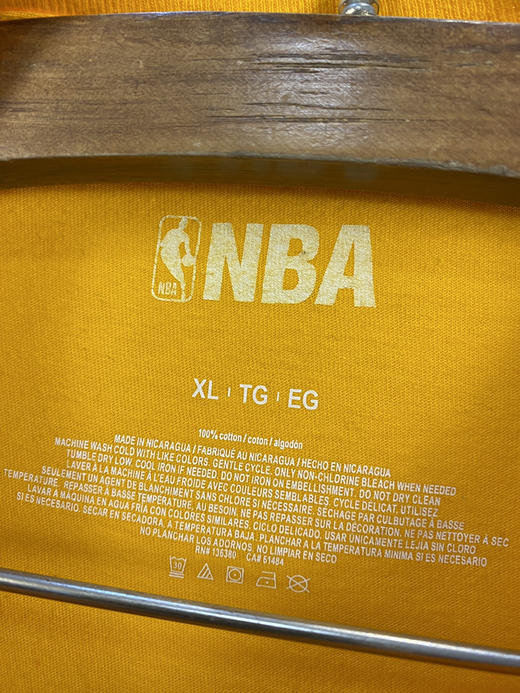 NBA
NBA
XL | TG | EG
100% cotton / coton / algodón
MADE IN NICARAGUA / FABRIQUÉ AU NICARAGUA / HECHO EN NICARAGUA
MACHINE WASH COLD WITH LIKE COLORS. GENTLE CYCLE. ONLY NON-CHLORINE BLEACH WHEN NEEDED
TUMBLE DRY LOW. COOL IRON IF NEEDED. DO NOT IRON ON EMBELLISHMENT. DO NOT DRY CLEAN
LAVER À LA MACHINE À L'EAU FROIDE AVEC COULEURS SEMBLABLES. CYCLE DÉLICAT. UTILISEZ
SEULEMENT UN AGENT DE BLANCHIMENT SANS CHLORE SI NÉCESSAIRE. SÉCHAGE PAR CULBUTAGE À BASSE
TEMPÉRATURE. REPASSER À BASSE TEMPÉRATURE, AU BESOIN. NE PAS REPASSER SUR LA DÉCORATION. NE PAS NETTOYER À SEC
LAVAR A MAQUINA EN AGUA FRÍA CON COLORES SIMILARES. CICLO DELICADO. USAR UNICAMENTE LEJIA SIN CLORO
SI ES NECESARIO. SECAR EN SECADORA, A TEMPERATURA BAJA. PLANCHAR A LA TEMPERATURA MINIMA SI ES NECESARIO
NO PLANCHAR LOS ADORNOS. NO LIMPIAR EN SECO
RN# 136380 CA# 61484
30